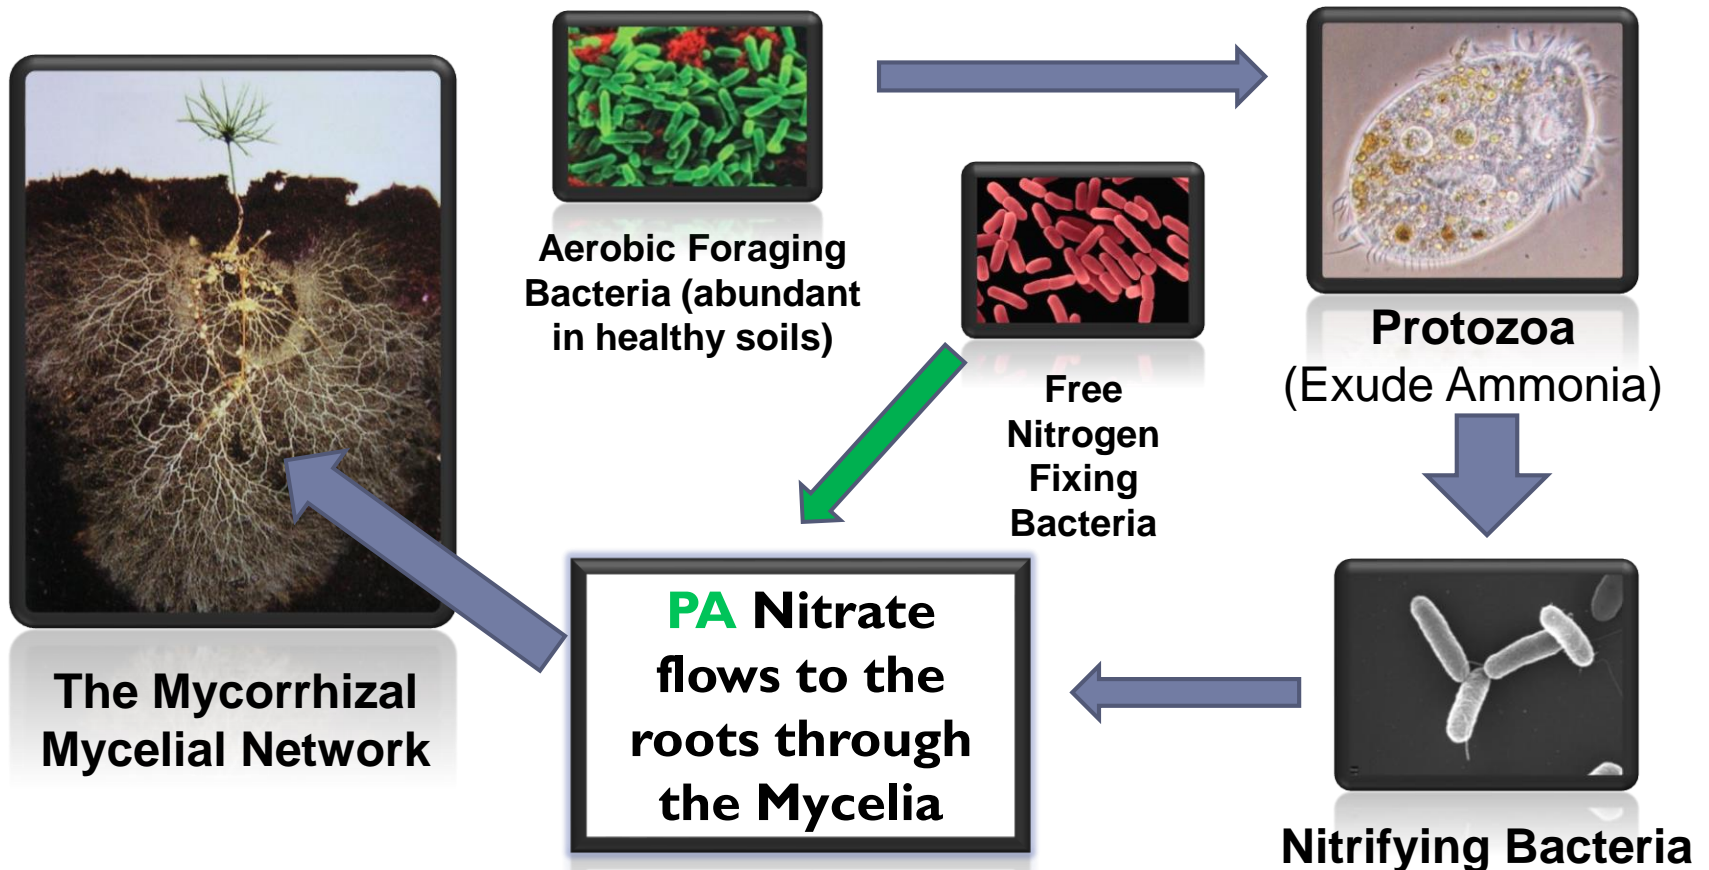 Aerobic Foraging
Bacteria (abundant
in healthy soils)
Protozoa
(Exude Ammonia)
Free
Nitrogen
Fixing
Bacteria
PA Nitrate
flows to the
roots through
the Mycelia
The Mycorrhizal
Mycelial Network
Nitrifying Bacteria